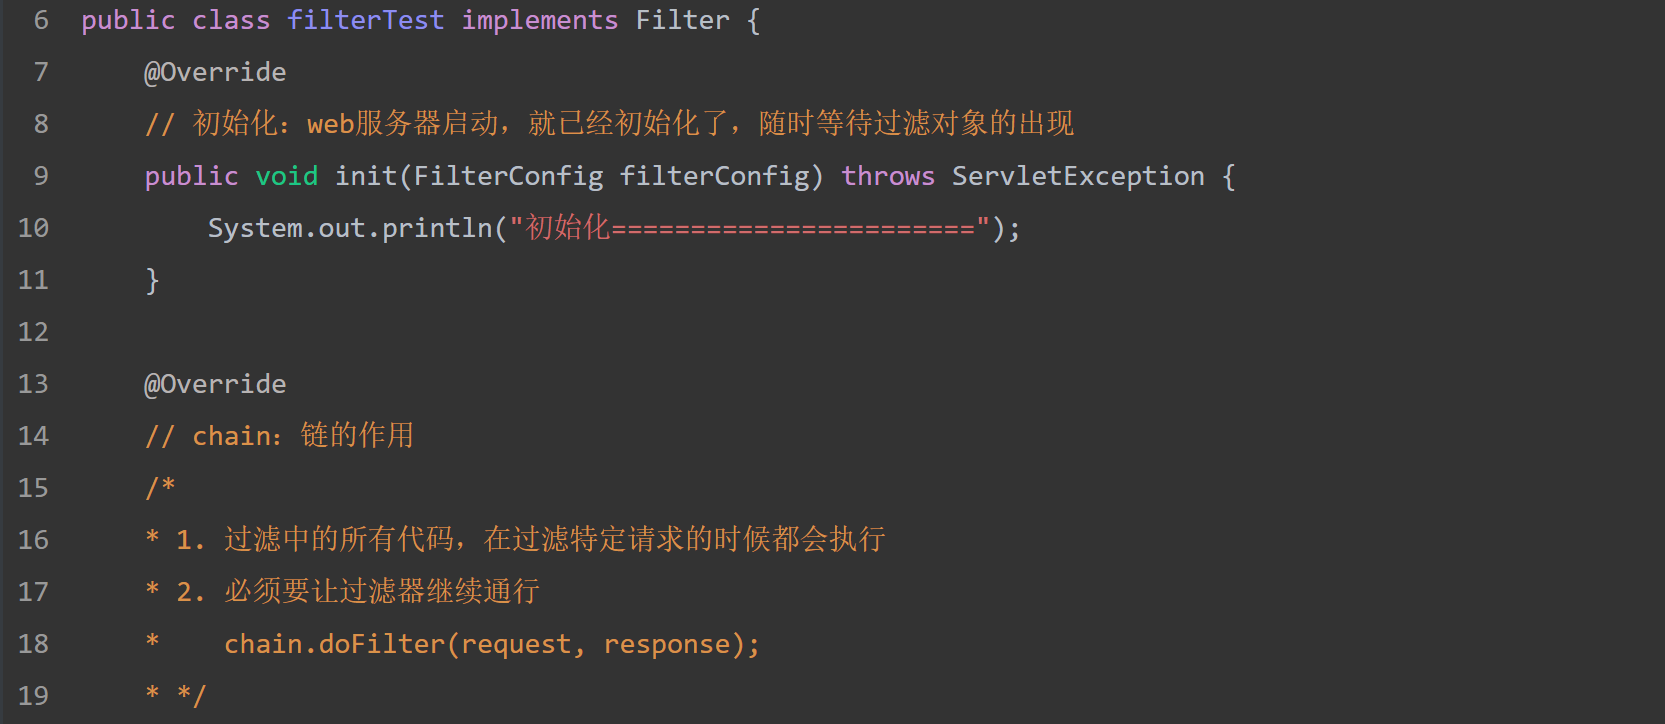 6 public class filterTest implements Filter {
7 @Override
8 // 初始化：web服务器启动，就已经初始化了，随时等待过滤对象的出现
9 public void init(FilterConfig filterConfig) throws ServletException {
10 System.out.println("初始化=======================");
11 }
12
13 @Override
14 // chain：链的作用
15 /*
16 * 1. 过滤中的所有代码，在过滤特定请求的时候都会执行
17 * 2. 必须要让过滤器继续通行
18 * chain.doFilter(request, response);
19 * */